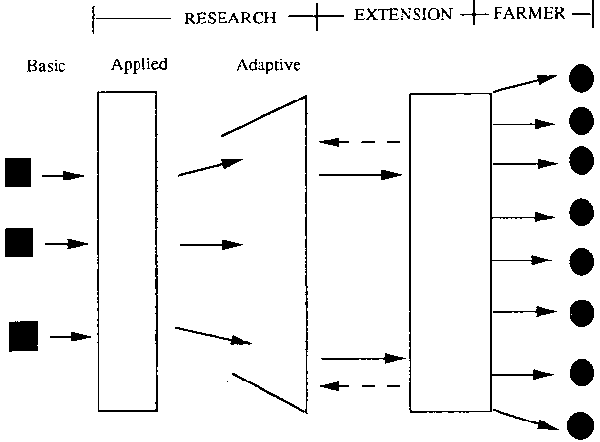 RESEARCH EXTENSION FARMER
Basic Applied Adaptive